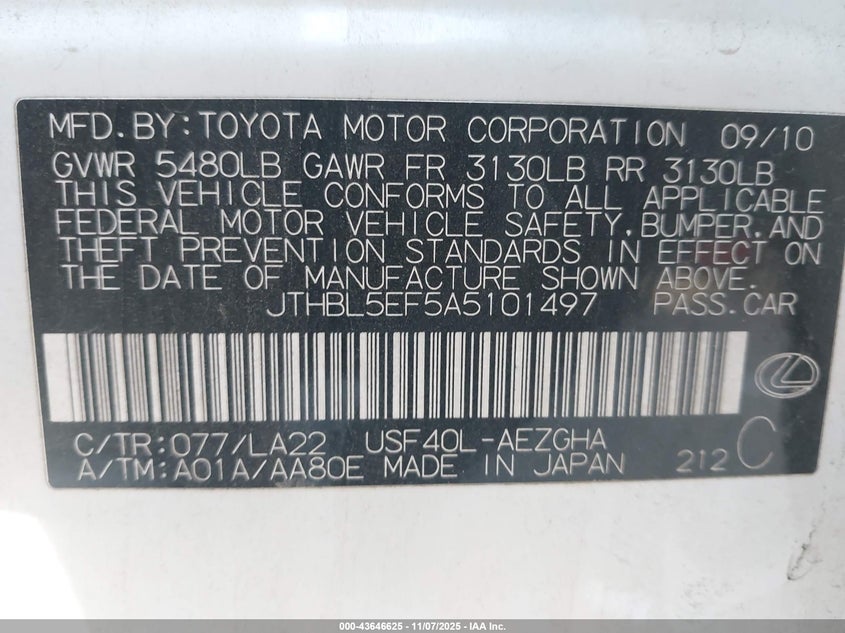 MFD.BY:TOYOTA MOTOR CORPORATION 09/10
GVWR 5480LB GAWR FR 3130LB RR 3130LB
THIS VEHICLE CONFORMS TO ALL APPLICABLE
FEDERAL MOTOR VEHICLE SAFETY,BUMPER,AND
THEFT PREVENTION STANDARDS IN EFFECT ON
THE DATE OF MANUFACTURE SHOWN ABOVE.
JTHBL5EF5A5101497 PASS.CAR
C/TR:077/LA22 USF40L-AEZGHA
A/TM:A01A/AA80E MADE IN JAPAN 212 C
000-43646625 - 11/07/2025 - IAA Inc.